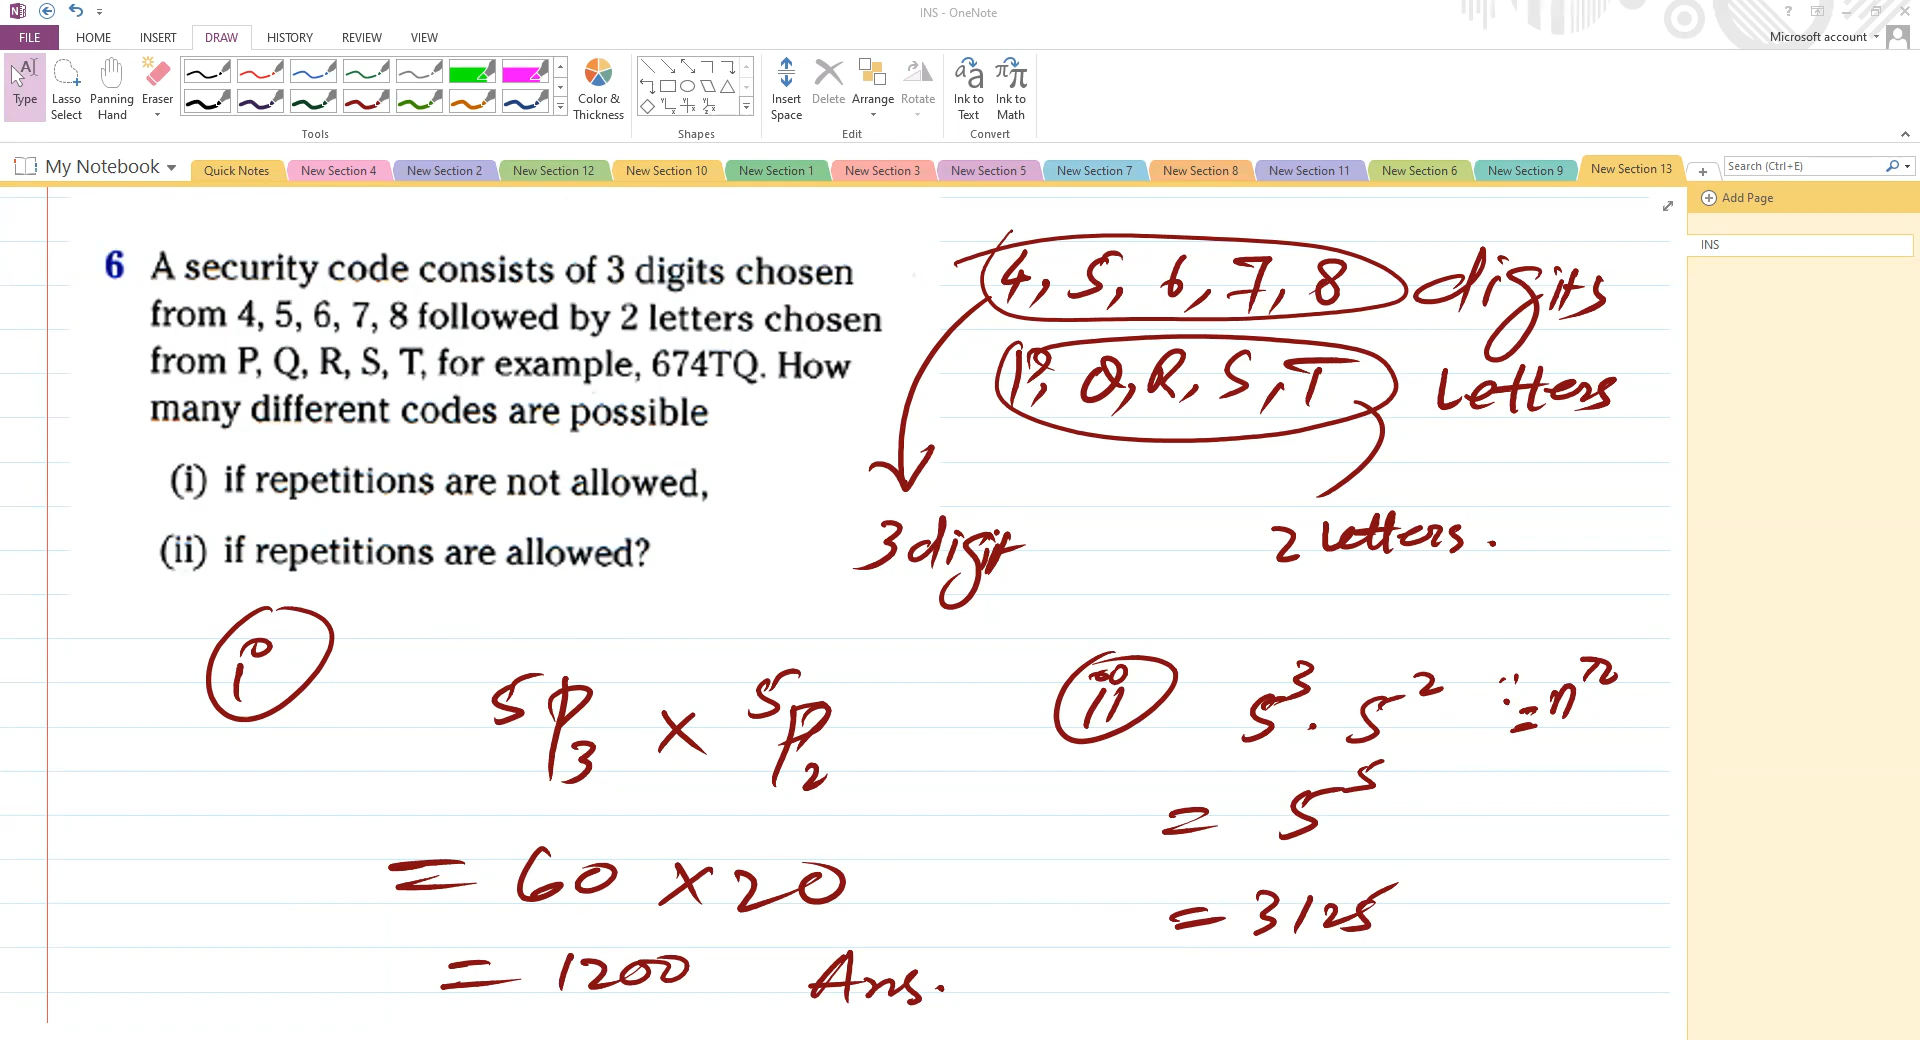 INS - OneNote
FILE HOME INSERT DRAW HISTORY REVIEW VIEW
Microsoft account
Type
Lasso Select
Panning Hand
Eraser
Color & Thickness
Insert Space
Delete
Arrange
Rotate
Ink to Text
Ink to Math
Tools
Shapes
Edit
Convert
My Notebook
Quick Notes New Section 4 New Section 2 New Section 12 New Section 10 New Section 1 New Section 3 New Section 5 New Section 7 New Section 8 New Section 11 New Section 6 New Section 9 New Section 13
Search (Ctrl+E)
Add Page
INS
6 A security code consists of 3 digits chosen
from 4, 5, 6, 7, 8 followed by 2 letters chosen
from P, Q, R, S, T, for example, 674TQ. How
many different codes are possible
(i) if repetitions are not allowed,
(ii) if repetitions are allowed?
4, 5, 6, 7, 8 digits
P, Q, R, S, T Letters
3 digit
2 letters.
i
⁵P₃ × ⁵P₂
= 60 × 20
= 1200 Ans.
ii
5³ · 5² ∵ = nʳ
= 5⁵
= 3125